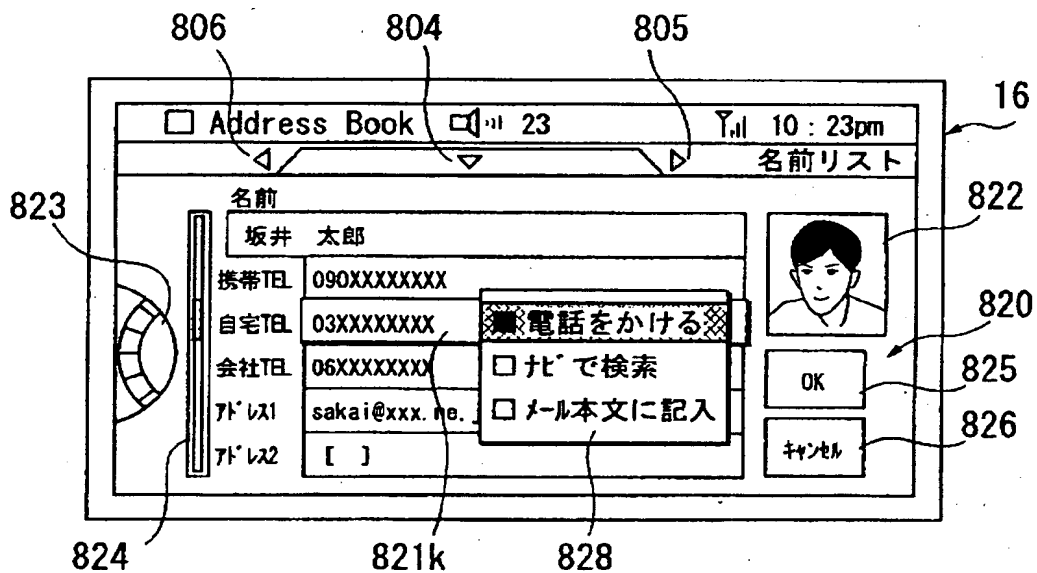 806 804 805
16
□ Address Book 23 10:23pm
◁ ▽ ▷ 名前リスト
823 名前 822
坂井 太郎
携帯TEL 090XXXXXXXX
自宅TEL 03XXXXXXXX ■電話をかける 820
会社TEL 06XXXXXXXX □ナビで検索 OK 825
アドレス1 sakai@xxx.ne. □メール本文に記入 826
アドレス2 [ ] キャンセル
824 821k 828